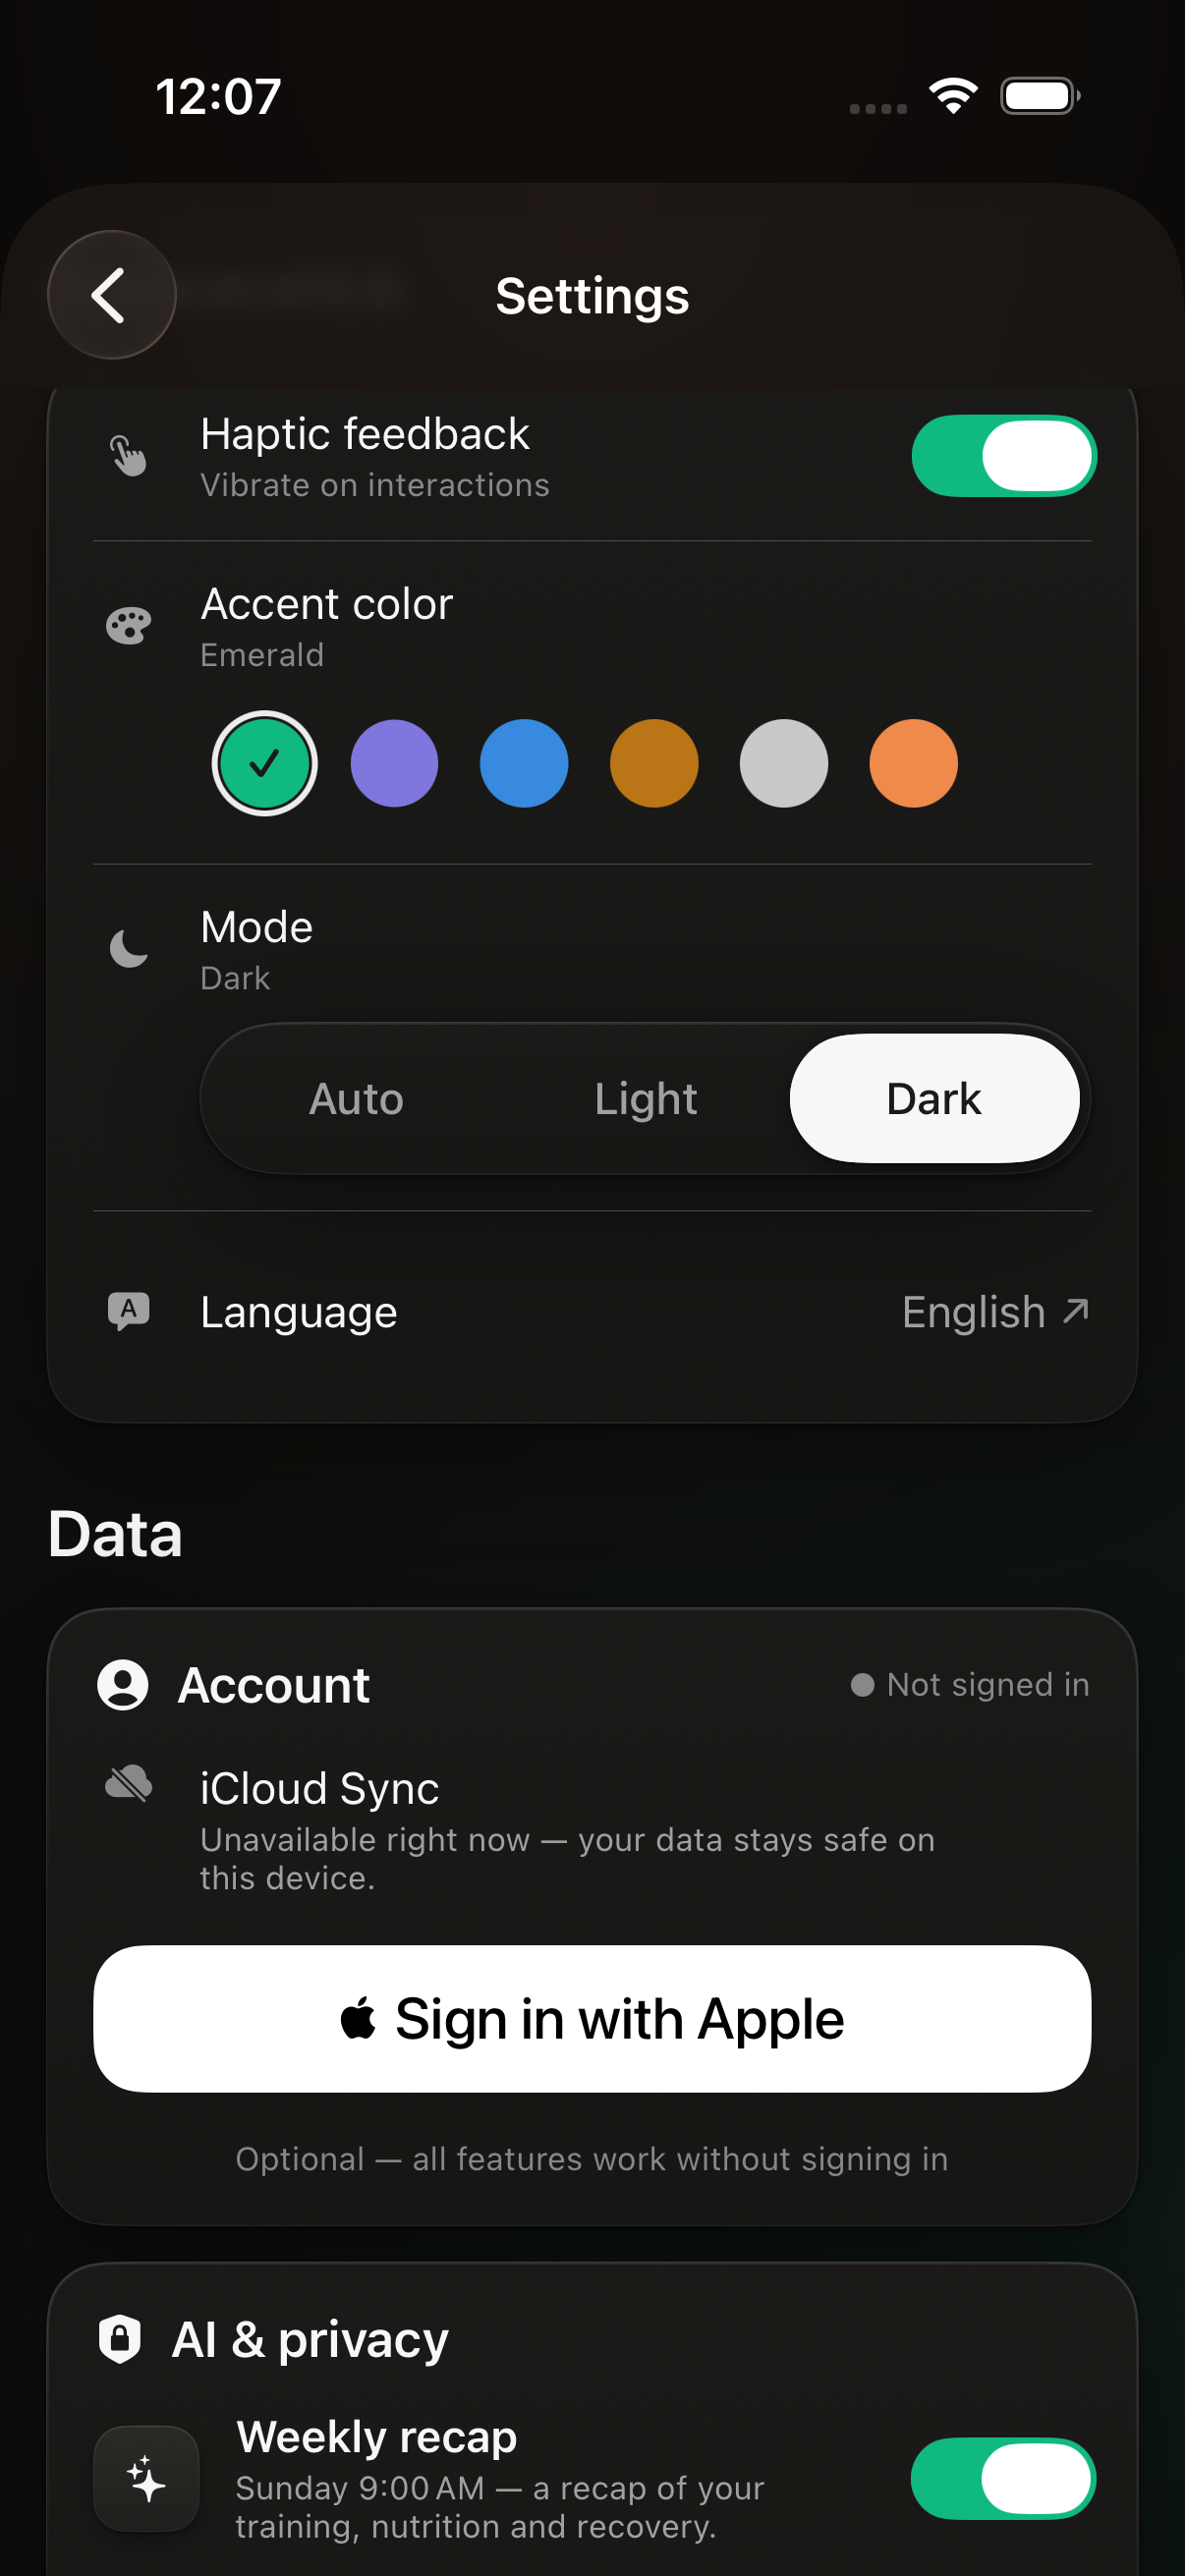 12:07
Settings
Haptic feedback
Vibrate on interactions
Accent color
Emerald
Mode
Dark
Auto
Light
Dark
A
Language
English
Data
Account
Not signed in
iCloud Sync
Unavailable right now — your data stays safe on
this device.
Sign in with Apple
Optional — all features work without signing in
AI & privacy
Weekly recap
Sunday 9:00 AM — a recap of your
training, nutrition and recovery.